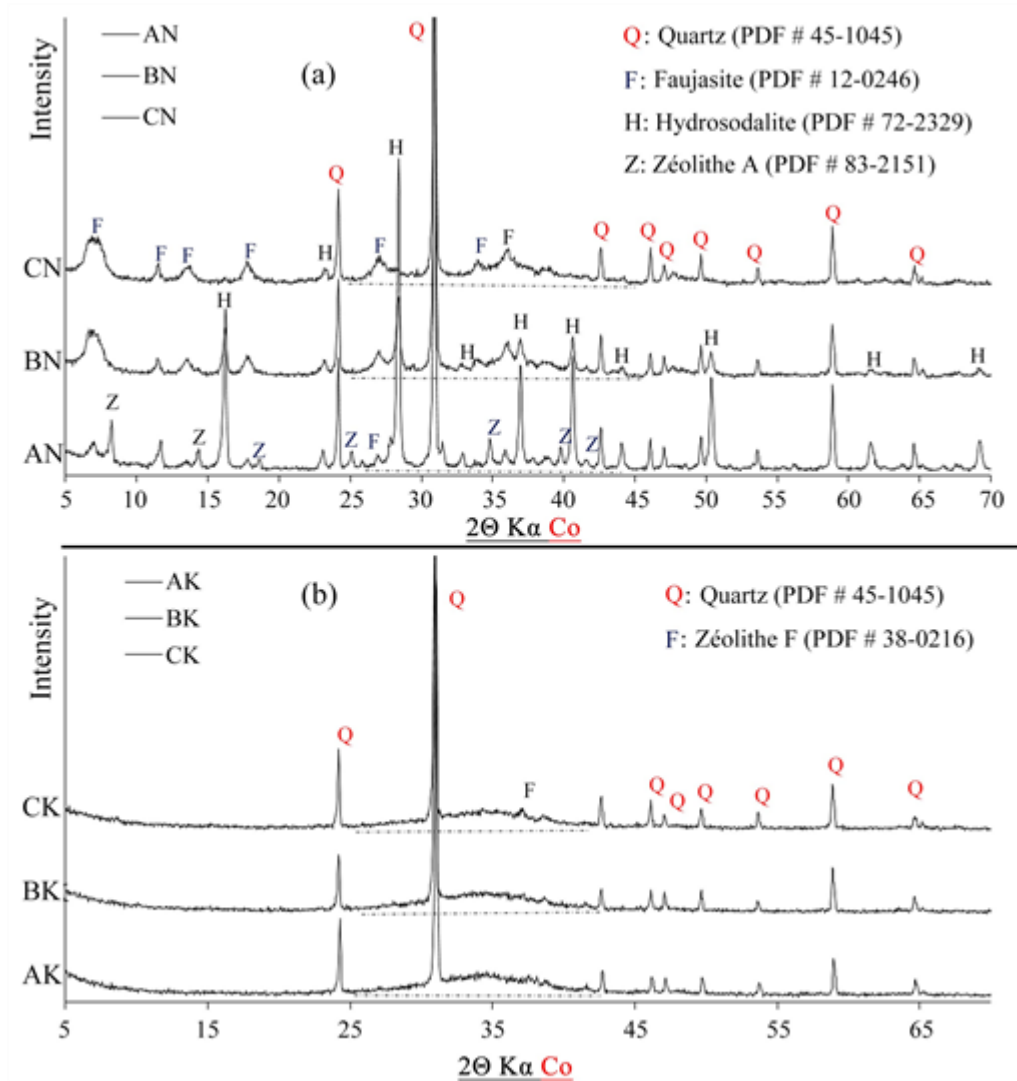 Intensity
AN
BN
CN
(a)
Q
Q: Quartz (PDF # 45-1045)
F: Faujasite (PDF # 12-0246)
H: Hydrosodalite (PDF # 72-2329)
Z: Zéolithe A (PDF # 83-2151)
CN F F F F H Q F H F F Q Q Q Q Q Q Q
BN H H H H H H H H
AN Z Z Z Z F Z Z Z
5 10 15 20 25 30 35 40 45 50 55 60 65 70
2Θ Kα Co
Intensity
AK
BK
CK
(b)
Q
Q: Quartz (PDF # 45-1045)
F: Zéolithe F (PDF # 38-0216)
CK Q F Q Q Q Q Q Q
BK
AK
5 15 25 35 45 55 65
2Θ Kα Co